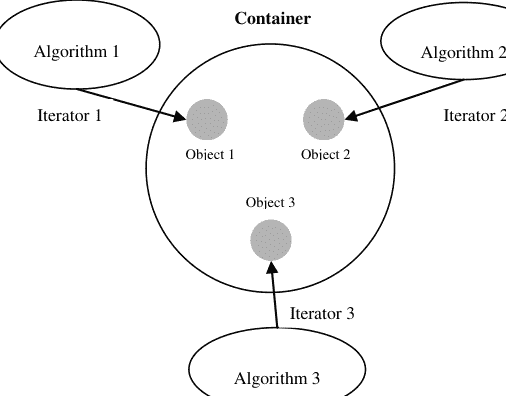 Container
Algorithm 1
Algorithm 2
Iterator 1
Iterator 2
Object 1
Object 2
Object 3
Iterator 3
Algorithm 3